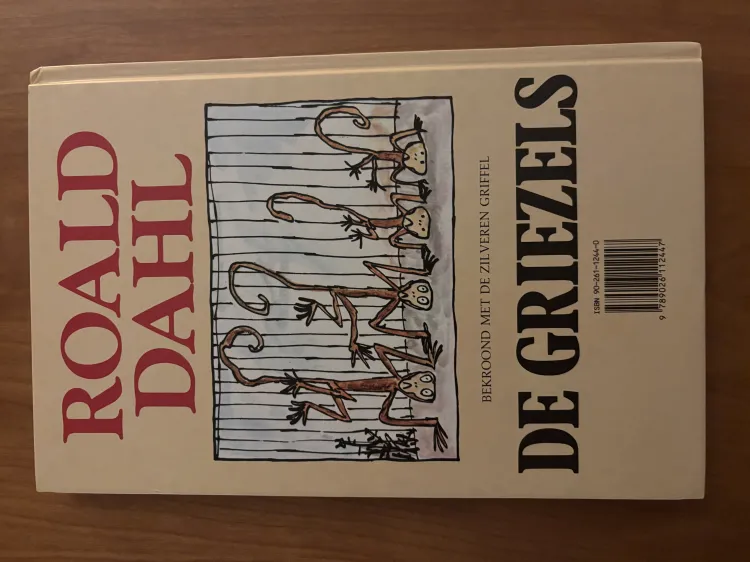 ROALD
DAHL
BEKROOND MET DE ZILVEREN GRIFFEL
DE GRIEZELS
ISBN 90-261-1244-0
9 789026 112447